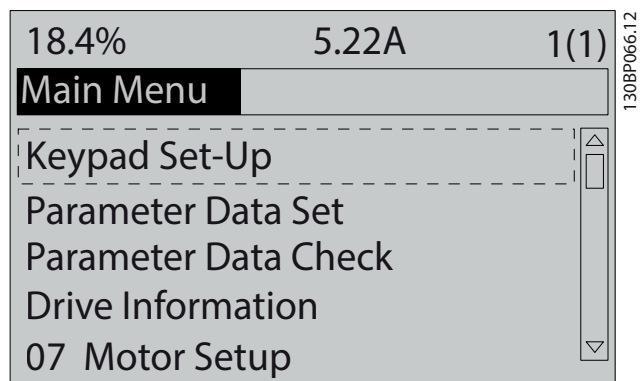 18.4% 5.22A 1(1)
Main Menu
Keypad Set-Up
Parameter Data Set
Parameter Data Check
Drive Information
07 Motor Setup
130BP066.12